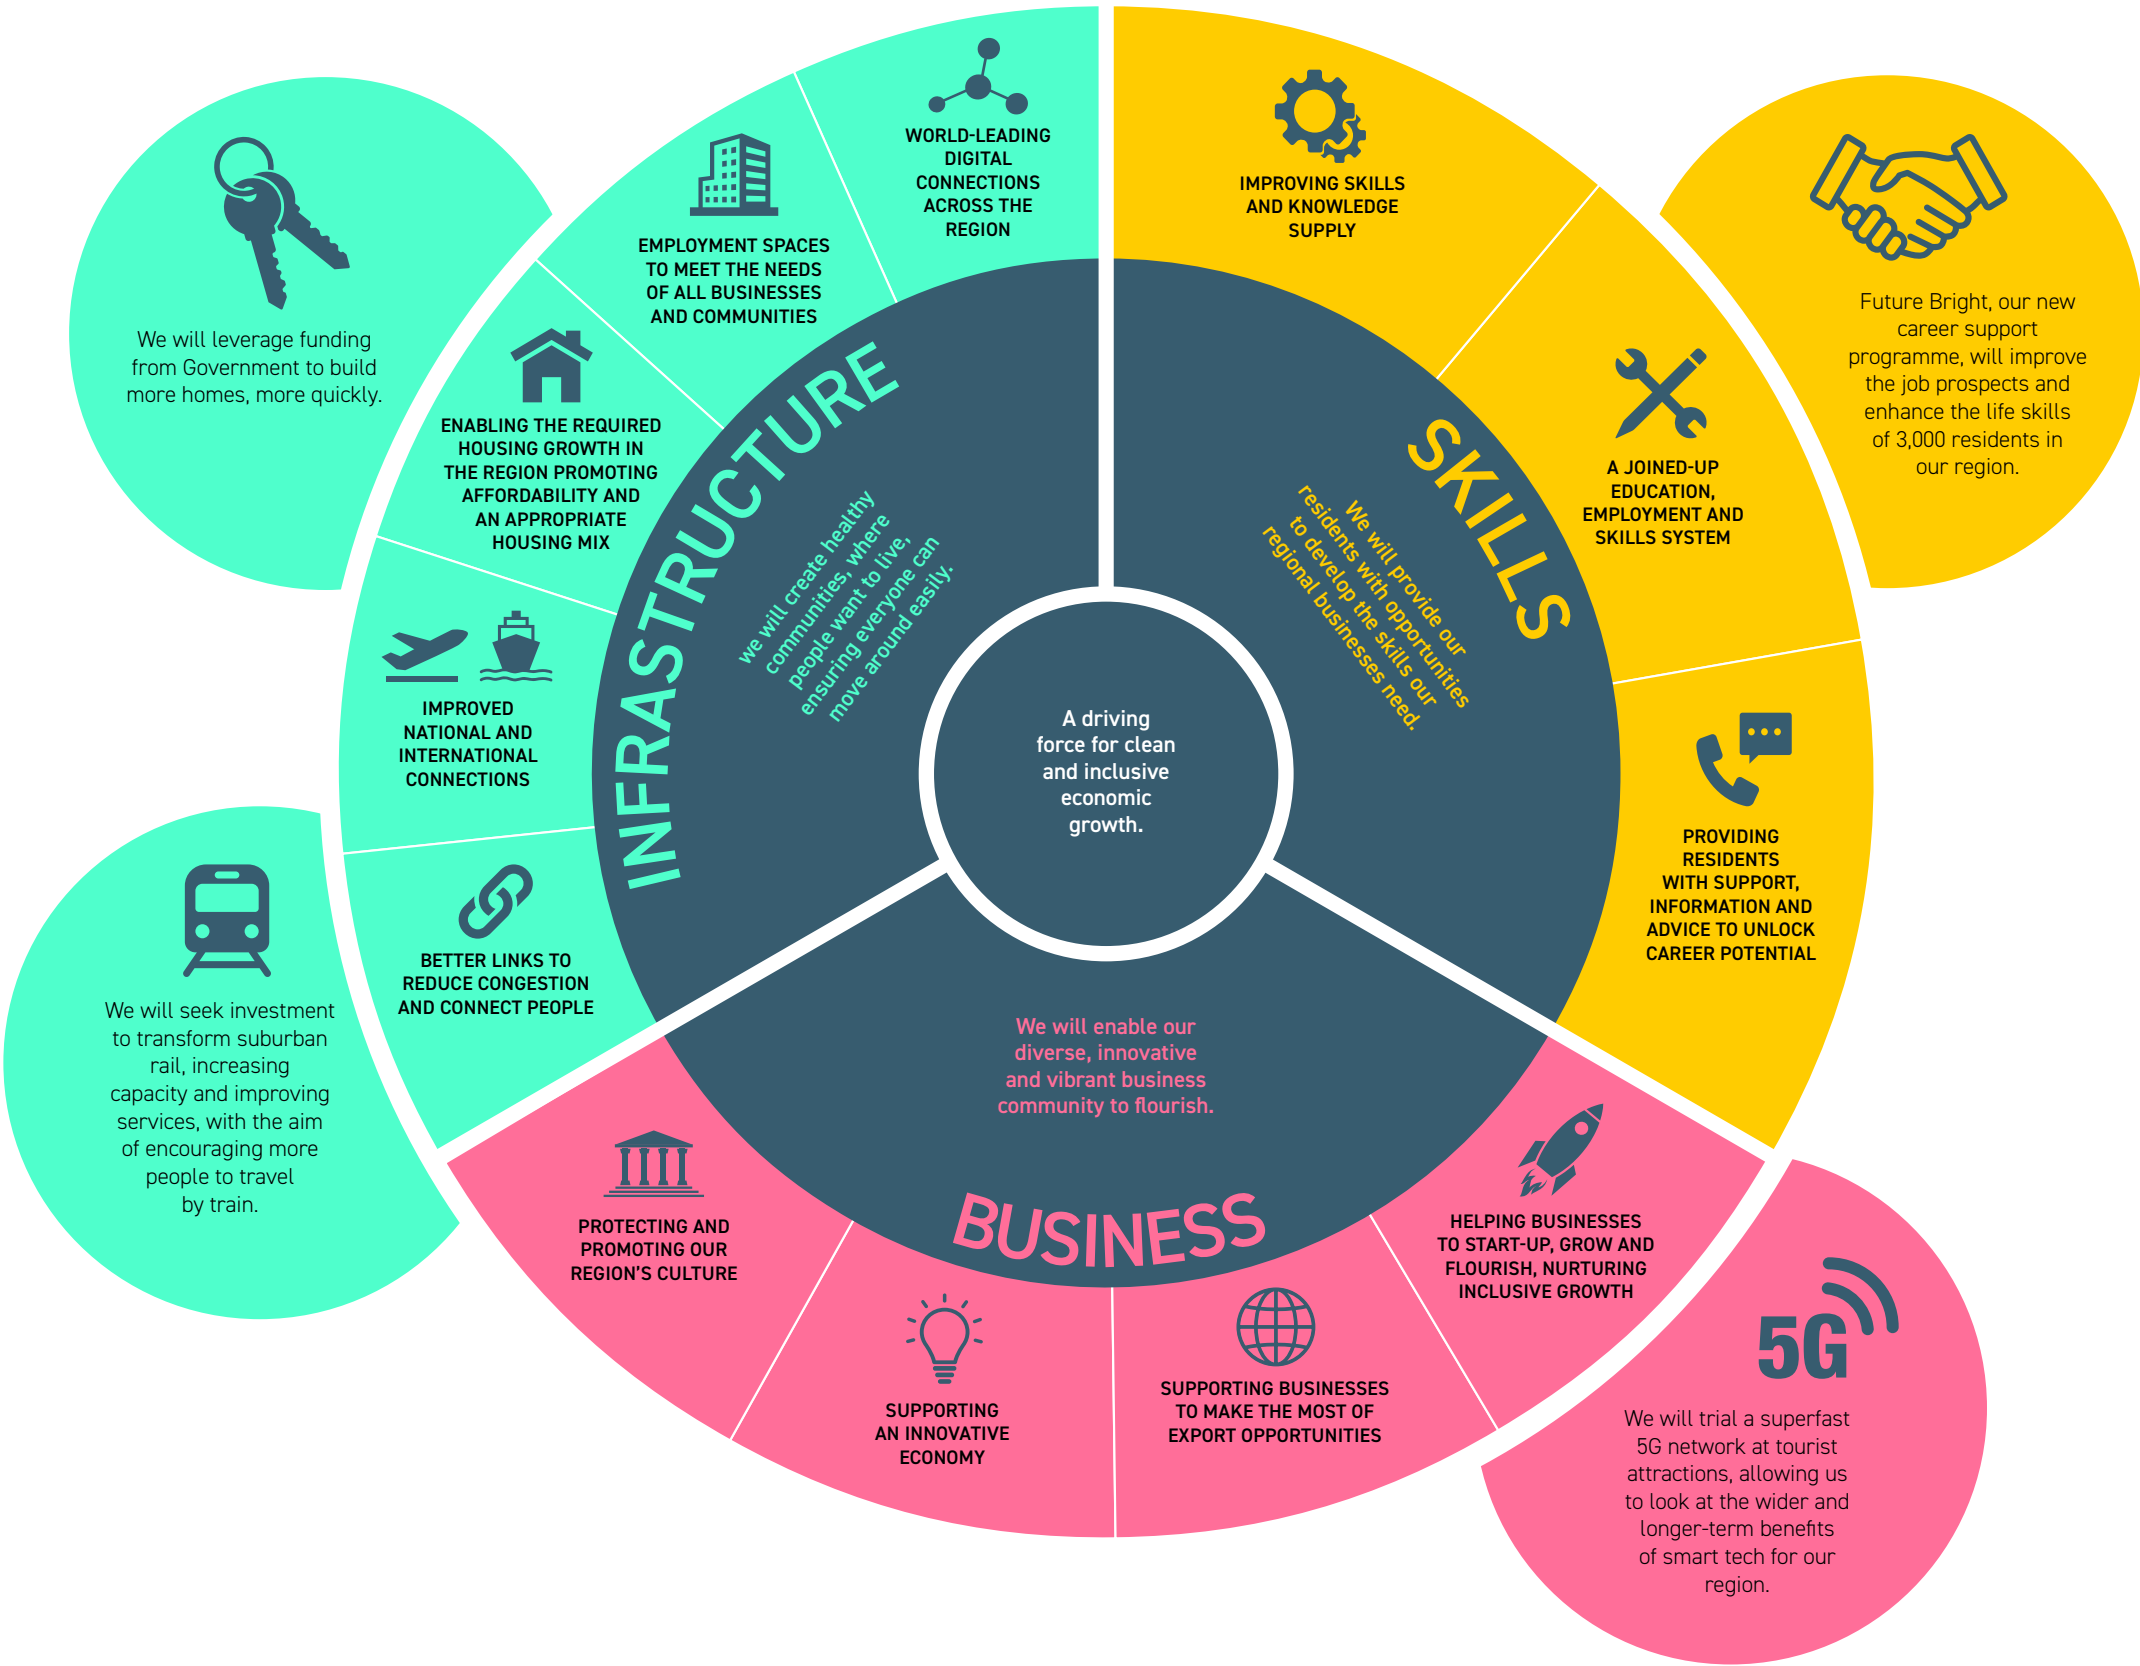 WORLD-LEADING
DIGITAL
CONNECTIONS
ACROSS THE
REGION
EMPLOYMENT SPACES
TO MEET THE NEEDS
OF ALL BUSINESSES
AND COMMUNITIES
ENABLING THE REQUIRED
HOUSING GROWTH IN
THE REGION PROMOTING
AFFORDABILITY AND
AN APPROPRIATE
HOUSING MIX
IMPROVED
NATIONAL AND
INTERNATIONAL
CONNECTIONS
BETTER LINKS TO
REDUCE CONGESTION
AND CONNECT PEOPLE
We will leverage funding
from Government to build
more homes, more quickly.
We will seek investment
to transform suburban
rail, increasing
capacity and improving
services, with the aim
of encouraging more
people to travel
by train.
INFRASTRUCTURE
we will create healthy
communities, where
people want to live,
ensuring everyone can
move around easily.
IMPROVING SKILLS
AND KNOWLEDGE
SUPPLY
A JOINED-UP
EDUCATION,
EMPLOYMENT AND
SKILLS SYSTEM
PROVIDING
RESIDENTS
WITH SUPPORT,
INFORMATION AND
ADVICE TO UNLOCK
CAREER POTENTIAL
Future Bright, our new
career support
programme, will improve
the job prospects and
enhance the life skills
of 3,000 residents in
our region.
SKILLS
We will provide our
residents with opportunities
to develop the skills our
regional businesses need.
A driving
force for clean
and inclusive
economic
growth.
We will enable our
diverse, innovative
and vibrant business
community to flourish.
BUSINESS
PROTECTING AND
PROMOTING OUR
REGION'S CULTURE
SUPPORTING
AN INNOVATIVE
ECONOMY
SUPPORTING BUSINESSES
TO MAKE THE MOST OF
EXPORT OPPORTUNITIES
HELPING BUSINESSES
TO START-UP, GROW AND
FLOURISH, NURTURING
INCLUSIVE GROWTH
5G
We will trial a superfast
5G network at tourist
attractions, allowing us
to look at the wider and
longer-term benefits
of smart tech for our
region.